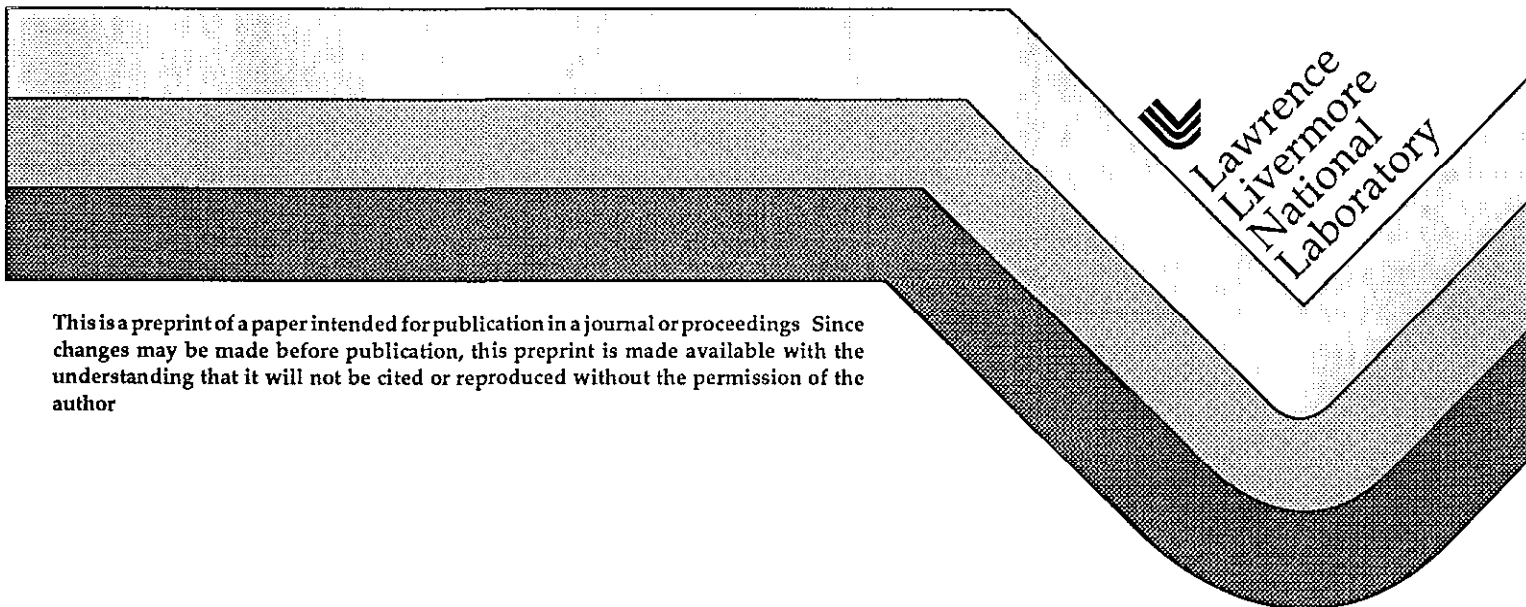 Lawrence
Livermore
National
Laboratory
This is a preprint of a paper intended for publication in a journal or proceedings Since
changes may be made before publication, this preprint is made available with the
understanding that it will not be cited or reproduced without the permission of the
author